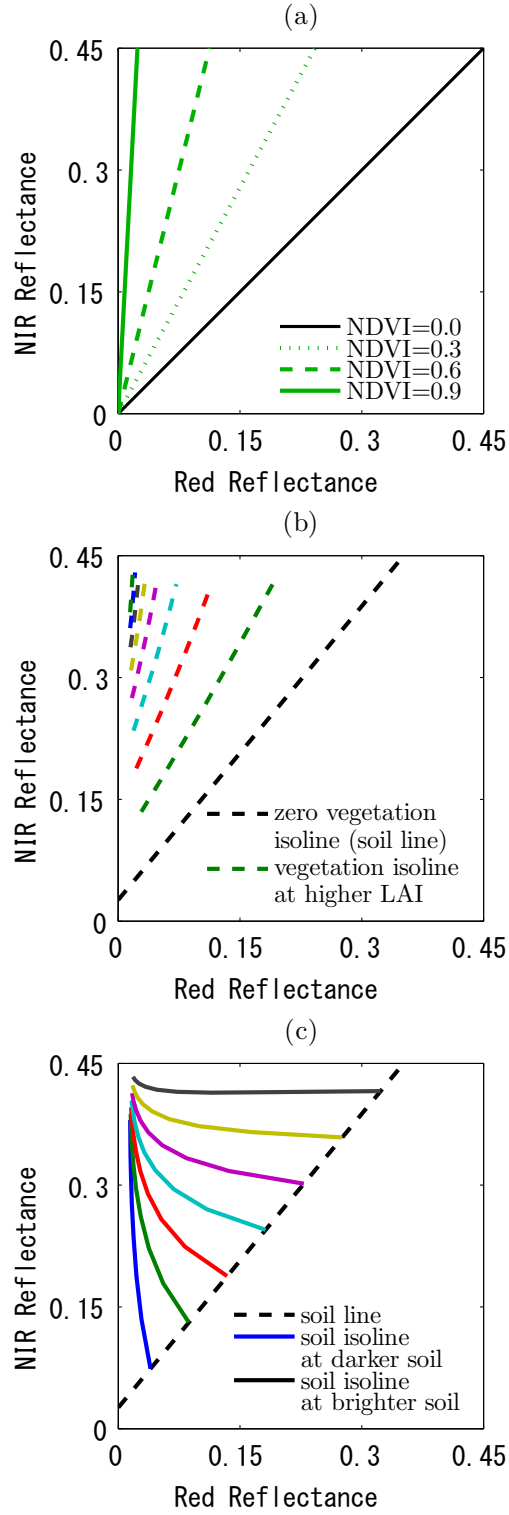 (a)
0.45
0.3
0.15
0
NIR Reflectance
NDVI=0.0
NDVI=0.3
NDVI=0.6
NDVI=0.9
0 0.15 0.3 0.45
Red Reflectance
(b)
0.45
0.3
0.15
0
NIR Reflectance
zero vegetation
isoline (soil line)
vegetation isoline
at higher LAI
0 0.15 0.3 0.45
Red Reflectance
(c)
0.45
0.3
0.15
0
NIR Reflectance
soil line
soil isoline
at darker soil
soil isoline
at brighter soil
0 0.15 0.3 0.45
Red Reflectance